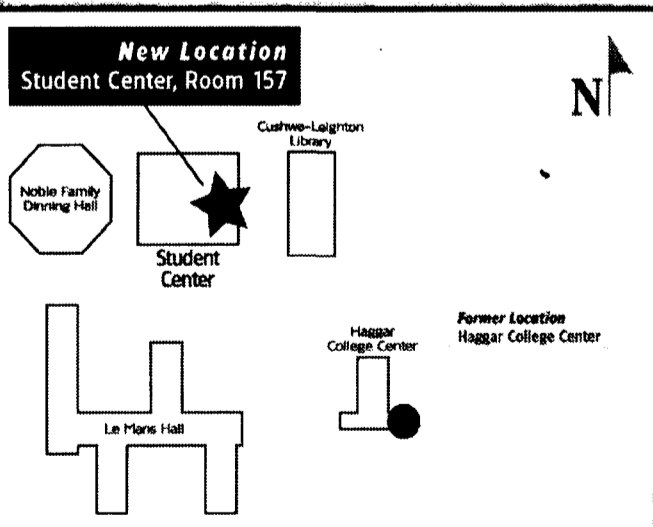 New Location
Student Center, Room 157
N
Cushwe-Leighton
Library
Noble Family
Dinning Hall
Student
Center
Haggar
College Center
Former Location
Haggar College Center
Le Mans Hall